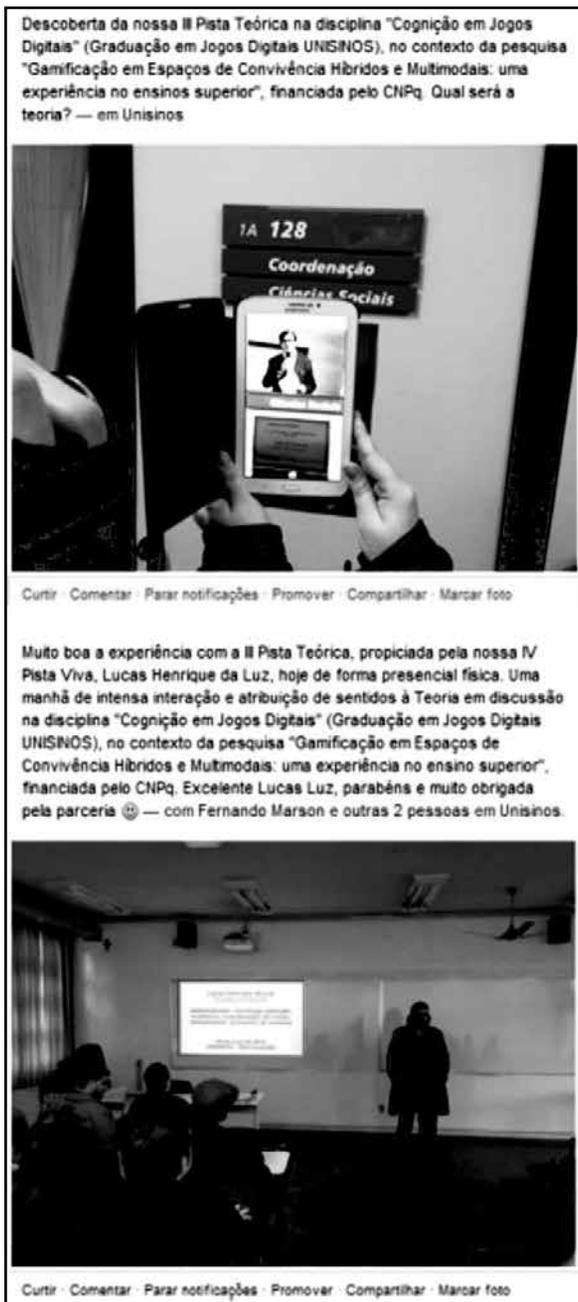 Descoberta da nossa III Pista Teórica na disciplina "Cognição em Jogos
Digitais" (Graduação em Jogos Digitais UNISINOS), no contexto da pesquisa
"Gamificação em Espaços de Convivência Híbridos e Multimodais: uma
experiência no ensinos superior", financiada pelo CNPq. Qual será a
teoria? — em Unisinos
1A 128
Coordenação
Ciências Sociais
Curtir · Comentar · Parar notificações · Promover · Compartilhar · Marcar foto
Muito boa a experiência com a III Pista Teórica, propiciada pela nossa IV
Pista Viva, Lucas Henrique da Luz, hoje de forma presencial física. Uma
manhã de intensa interação e atribuição de sentidos à Teoria em discussão
na disciplina "Cognição em Jogos Digitais" (Graduação em Jogos Digitais
UNISINOS), no contexto da pesquisa "Gamificação em Espaços de
Convivência Híbridos e Multimodais: uma experiência no ensino superior",
financiada pelo CNPq. Excelente Lucas Luz, parabéns e muito obrigada
pela parceria 😊 — com Fernando Marson e outras 2 pessoas em Unisinos.
Curtir · Comentar · Parar notificações · Promover · Compartilhar · Marcar foto